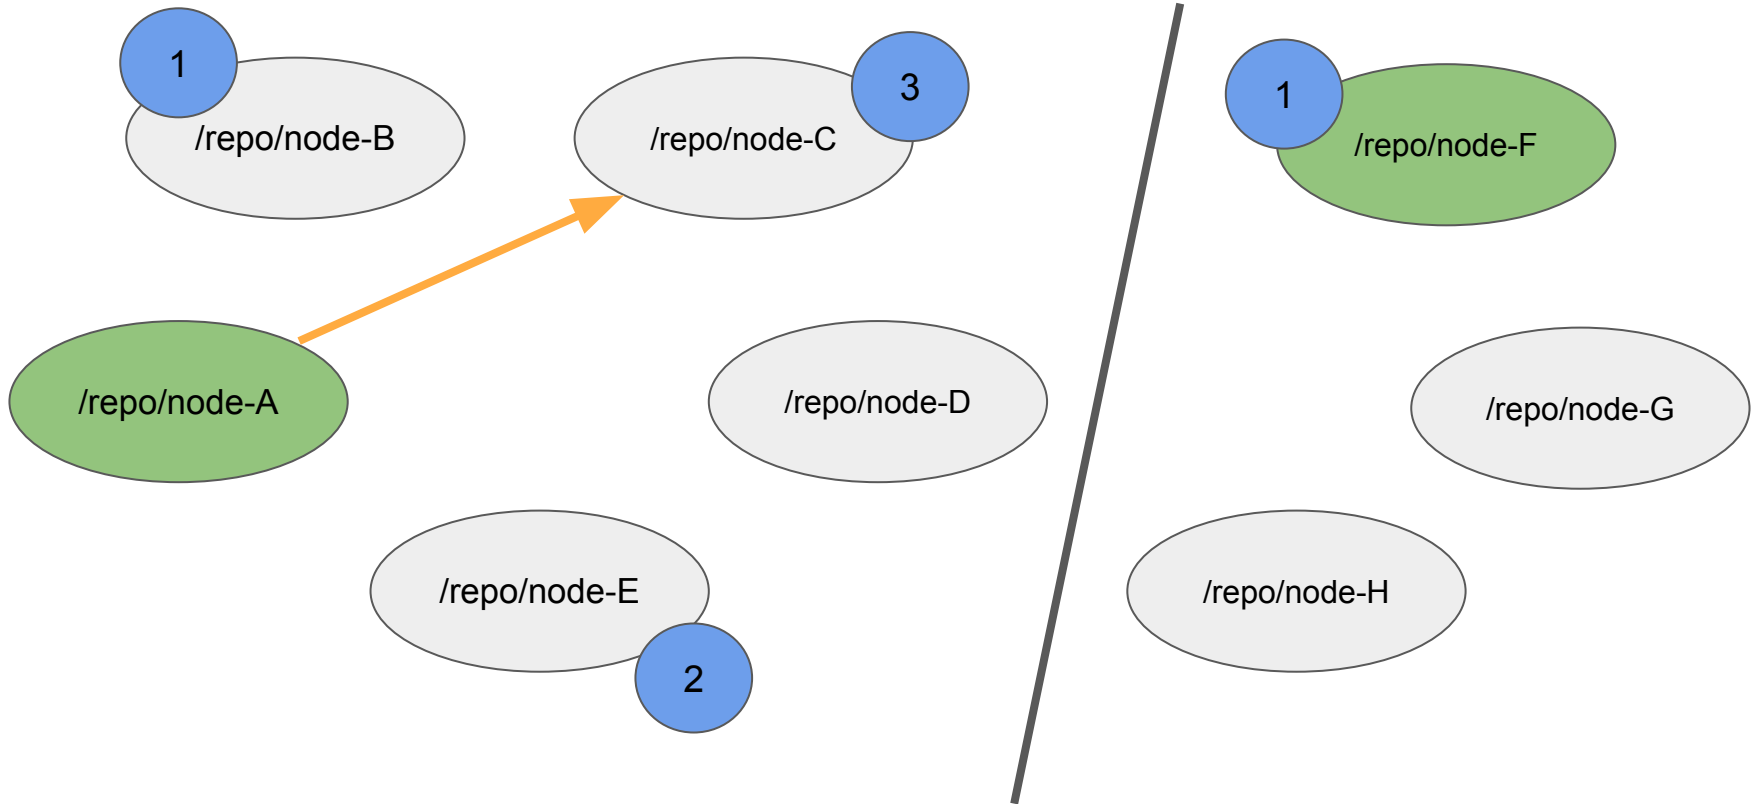 1
/repo/node-B
3
/repo/node-C
/repo/node-A
/repo/node-D
/repo/node-E
2
1
/repo/node-F
/repo/node-G
/repo/node-H